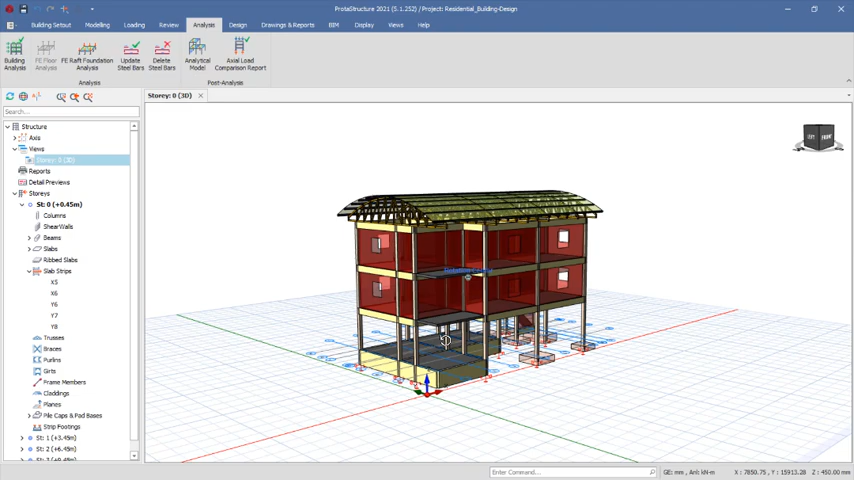 ProtaStructure 2021 (5.1.252) / Project: Residential_Building-Design
Building Setout Modelling Loading Review Analysis Design Drawings & Reports BIM Display Views Help
Building Analysis
FE Floor Analysis
FE Raft Foundation Analysis
Update Steel Bars
Delete Steel Bars
Analytical Model
Axial Load Comparison Report
Analysis
Post-Analysis
Storey: 0 (3D)
Search...
Structure
Axis
Views
Storey: 0 (3D)
Reports
Detail Previews
Storeys
St: 0 (+0.45m)
Columns
ShearWalls
Beams
Slabs
Ribbed Slabs
Slab Strips
X5
X6
Y6
Y7
Y8
Trusses
Braces
Purlins
Girts
Frame Members
Claddings
Planes
Pile Caps & Pad Bases
Strip Footings
St: 1 (+3.45m)
St: 2 (+6.45m)
LEFT FRONT
Enter Command...
GE: mm, Anl: kN-m
X : 7850.75, Y : 15913.28
Z : 450.00 mm